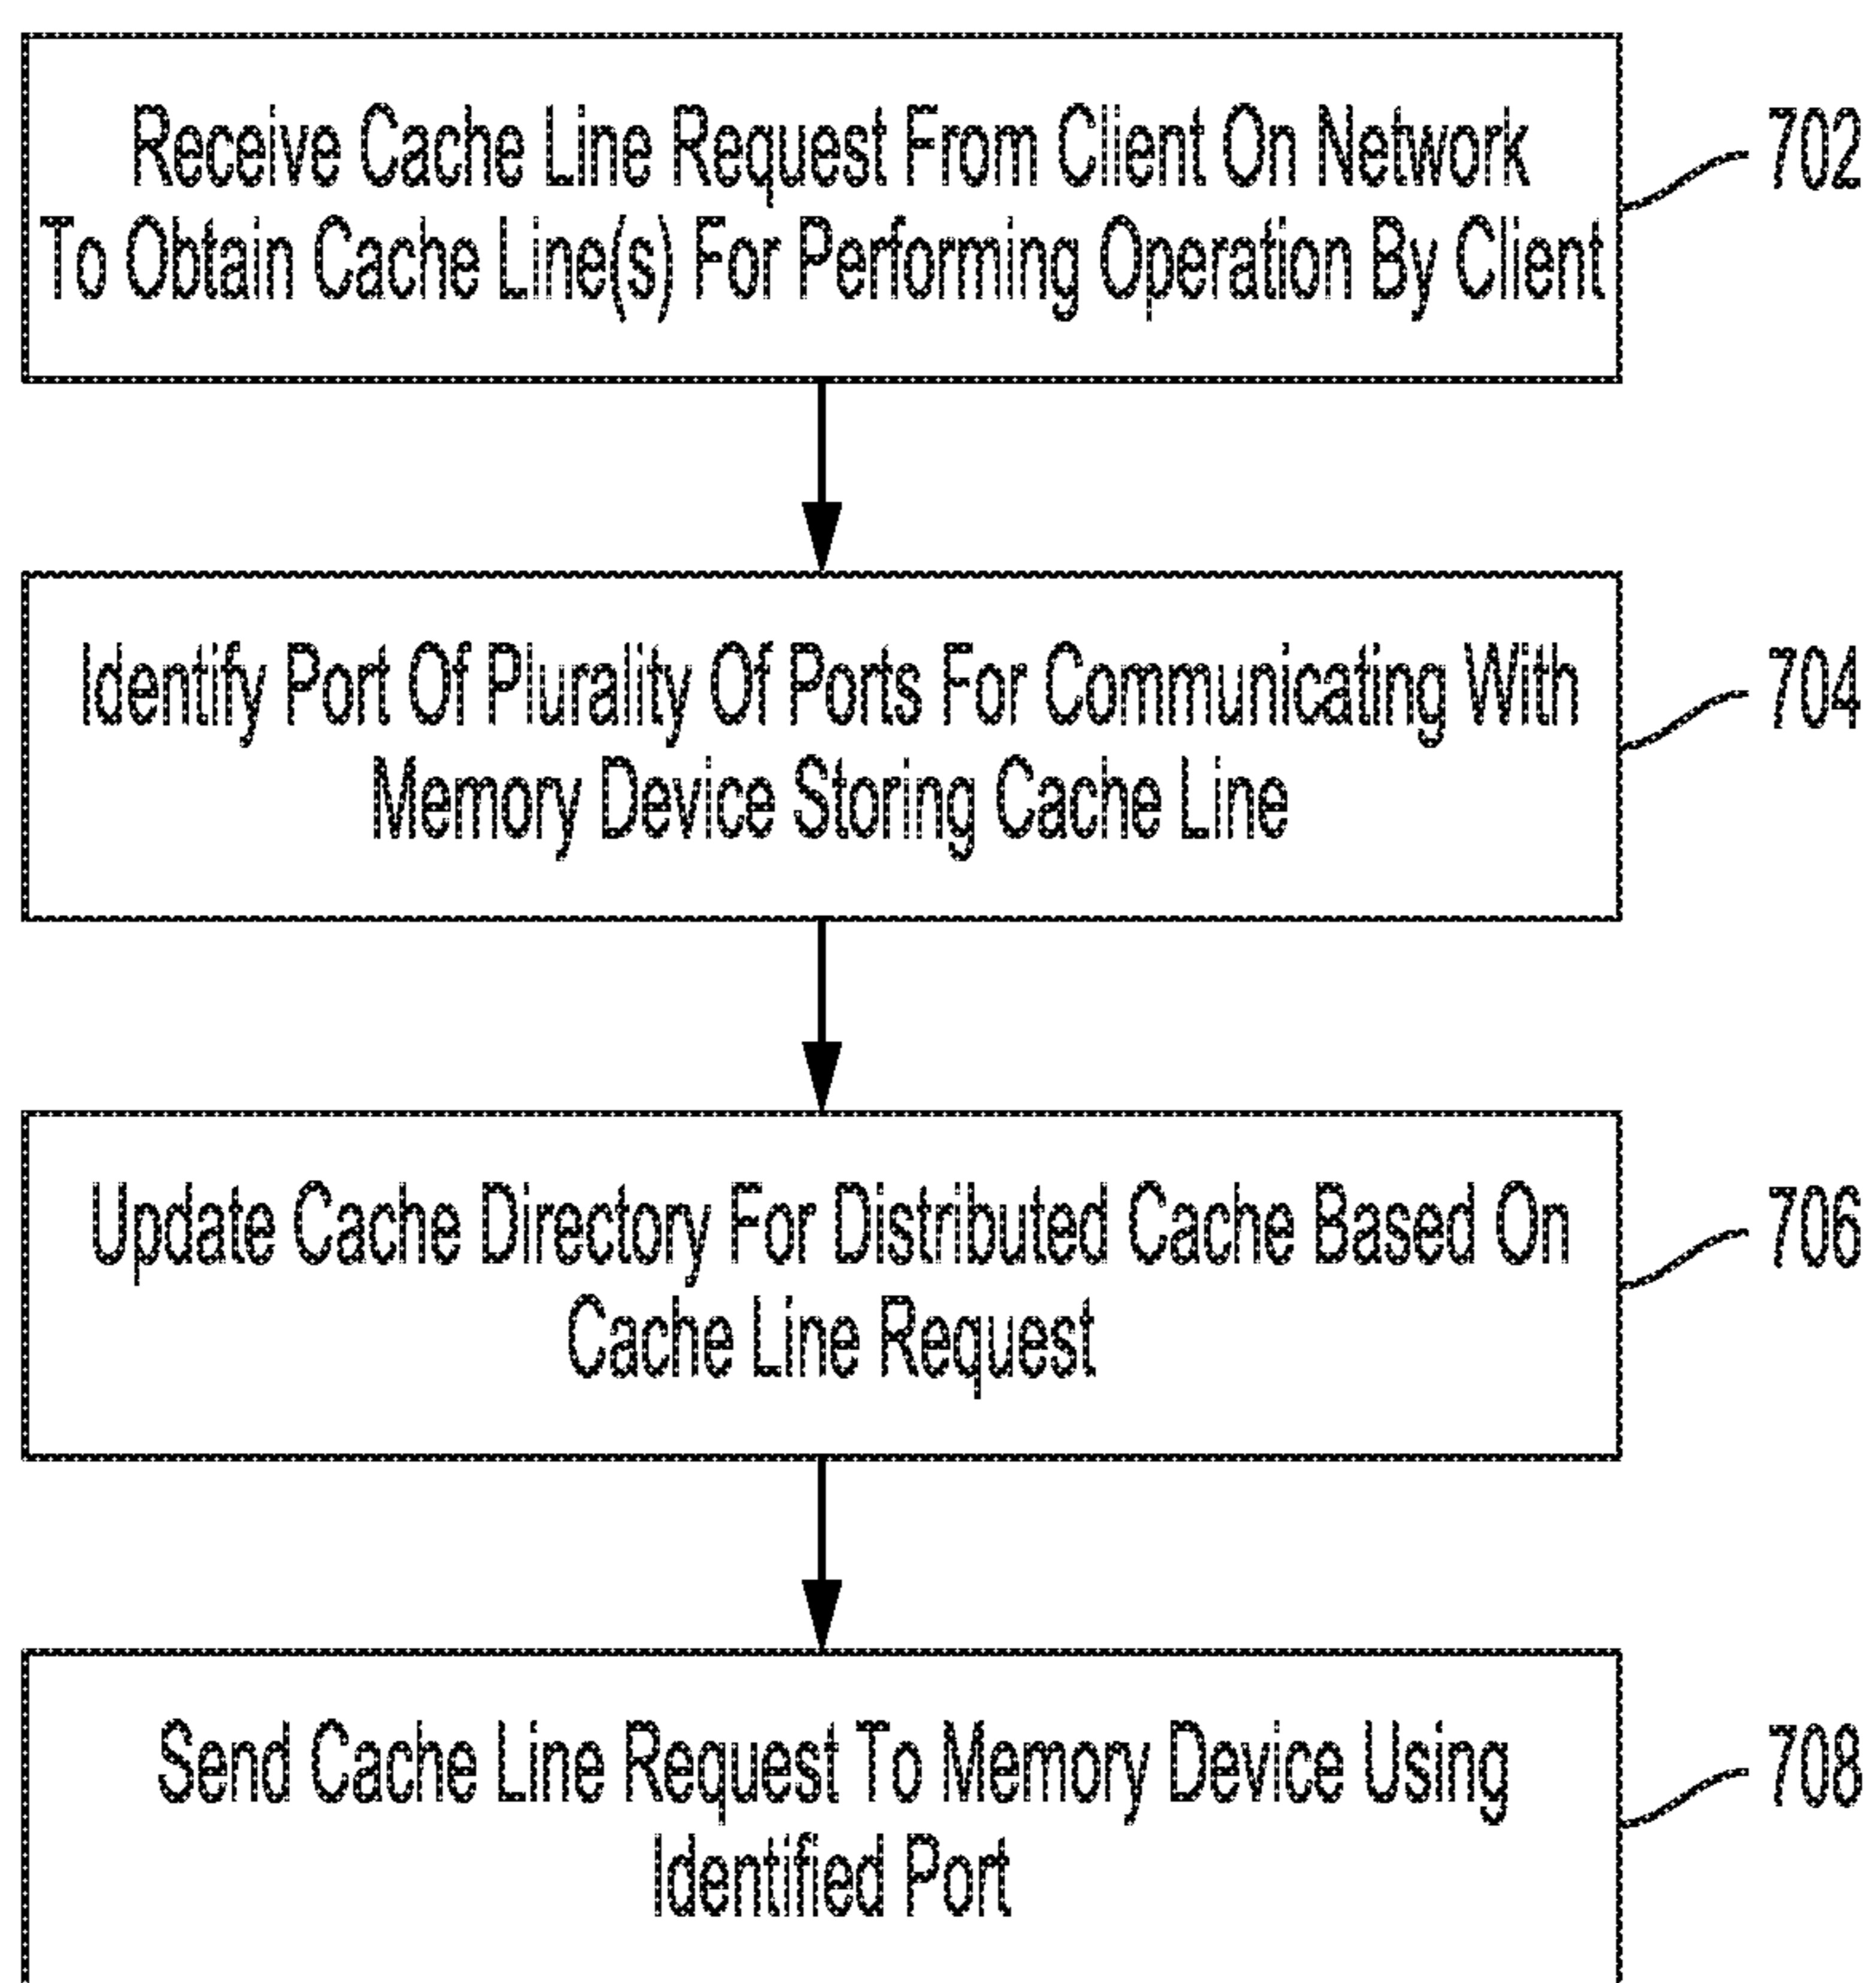 Receive Cache Line Request From Client On Network
To Obtain Cache Line(s) For Performing Operation By Client
702
Identify Port Of Plurality Of Ports For Communicating With
Memory Device Storing Cache Line
704
Update Cache Directory For Distributed Cache Based On
Cache Line Request
706
Send Cache Line Request To Memory Device Using
Identified Port
708